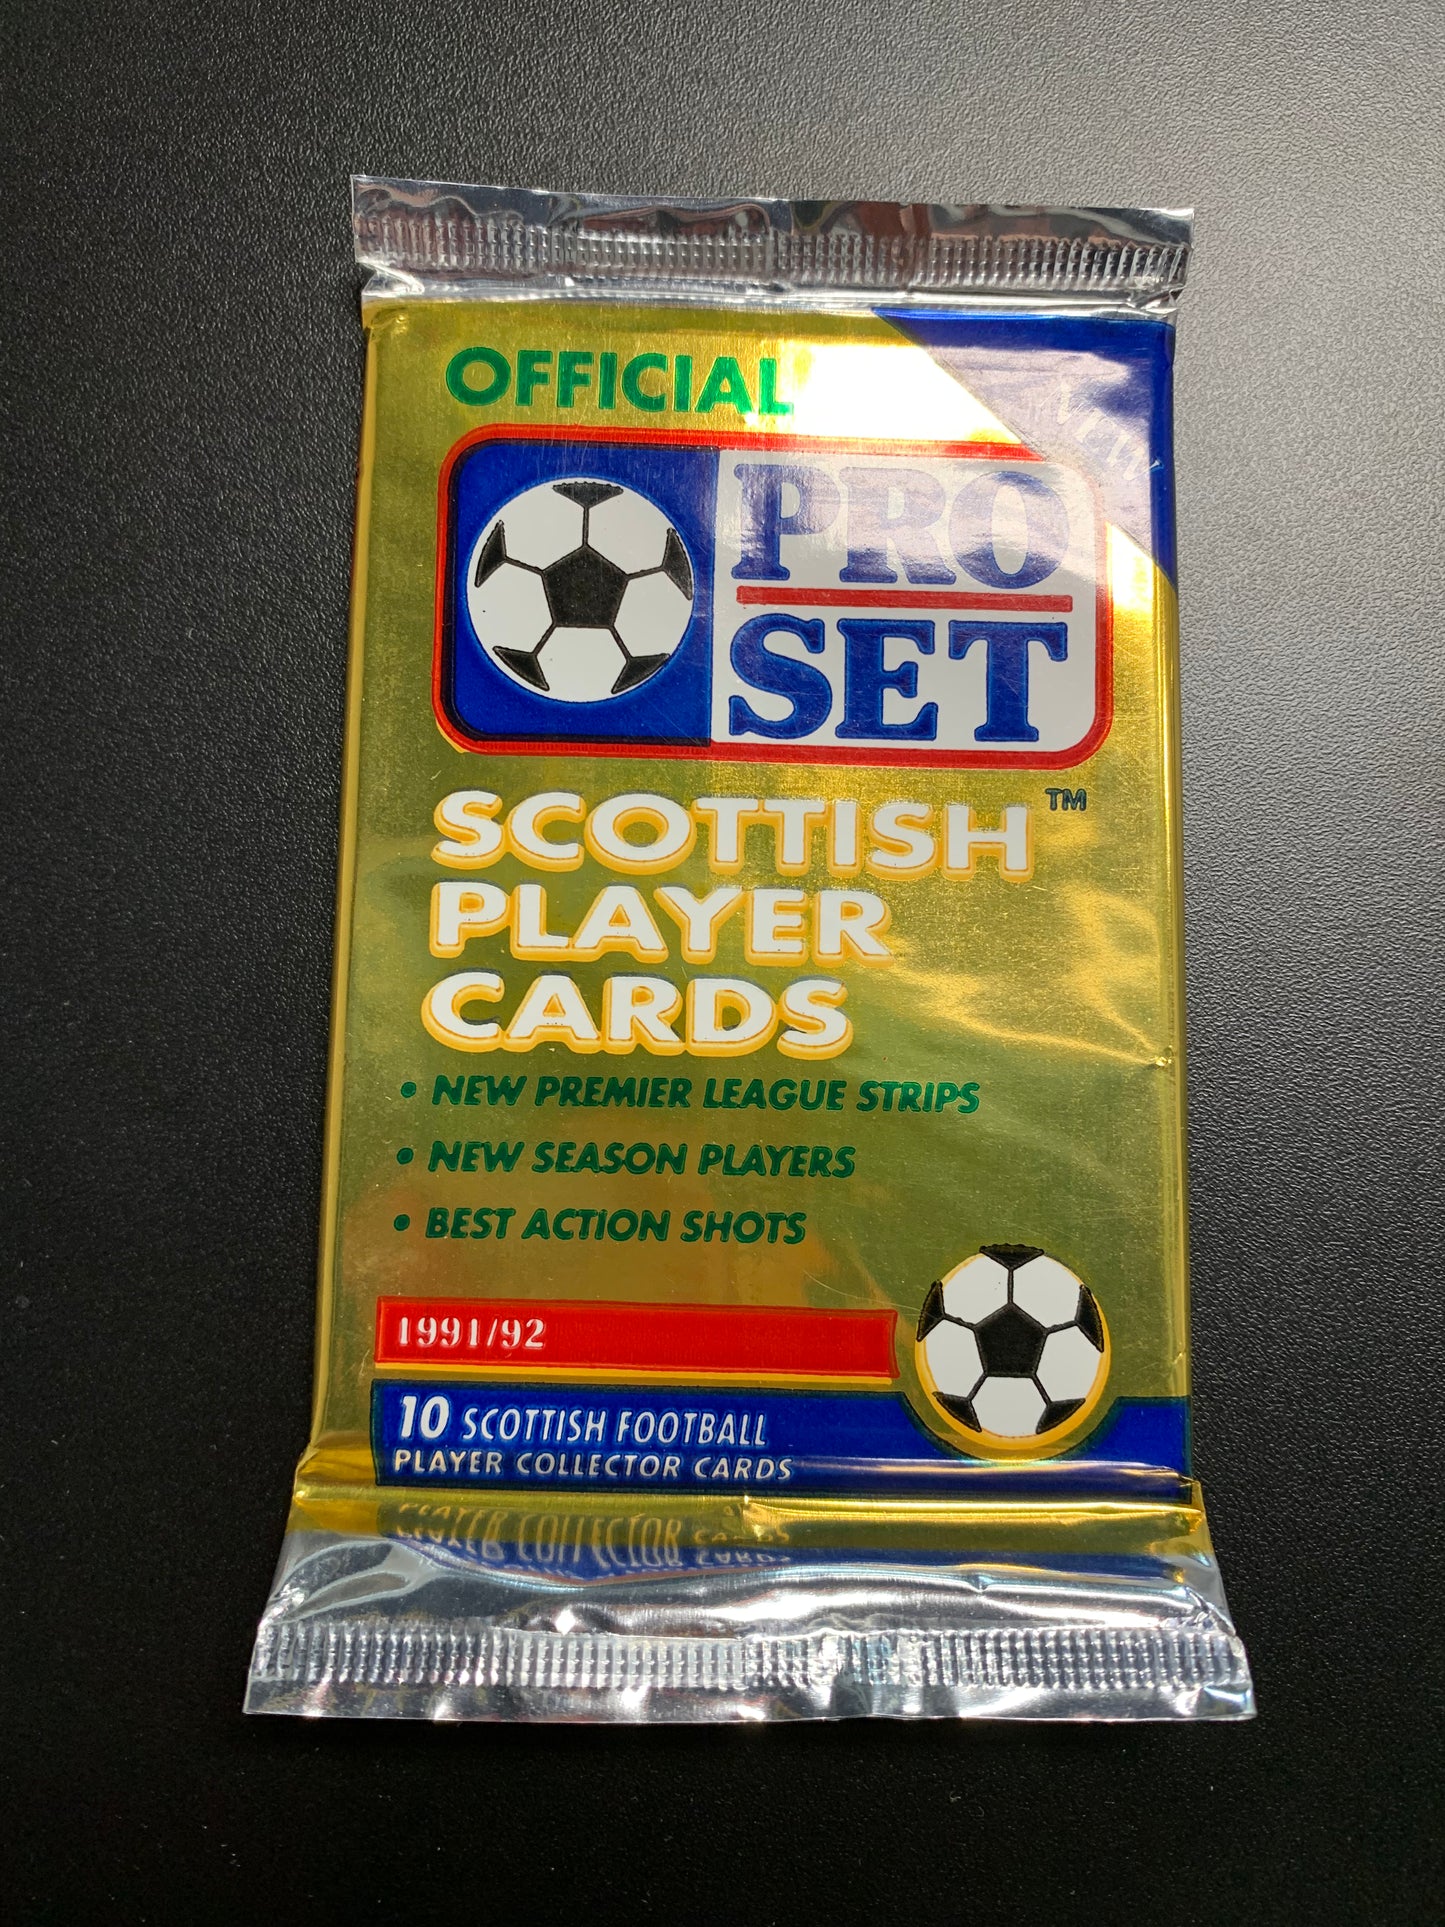 OFFICIAL
NEW
PRO
SET
SCOTTISH™
PLAYER
CARDS
• NEW PREMIER LEAGUE STRIPS
• NEW SEASON PLAYERS
• BEST ACTION SHOTS
1991/92
10 SCOTTISH FOOTBALL
PLAYER COLLECTOR CARDS